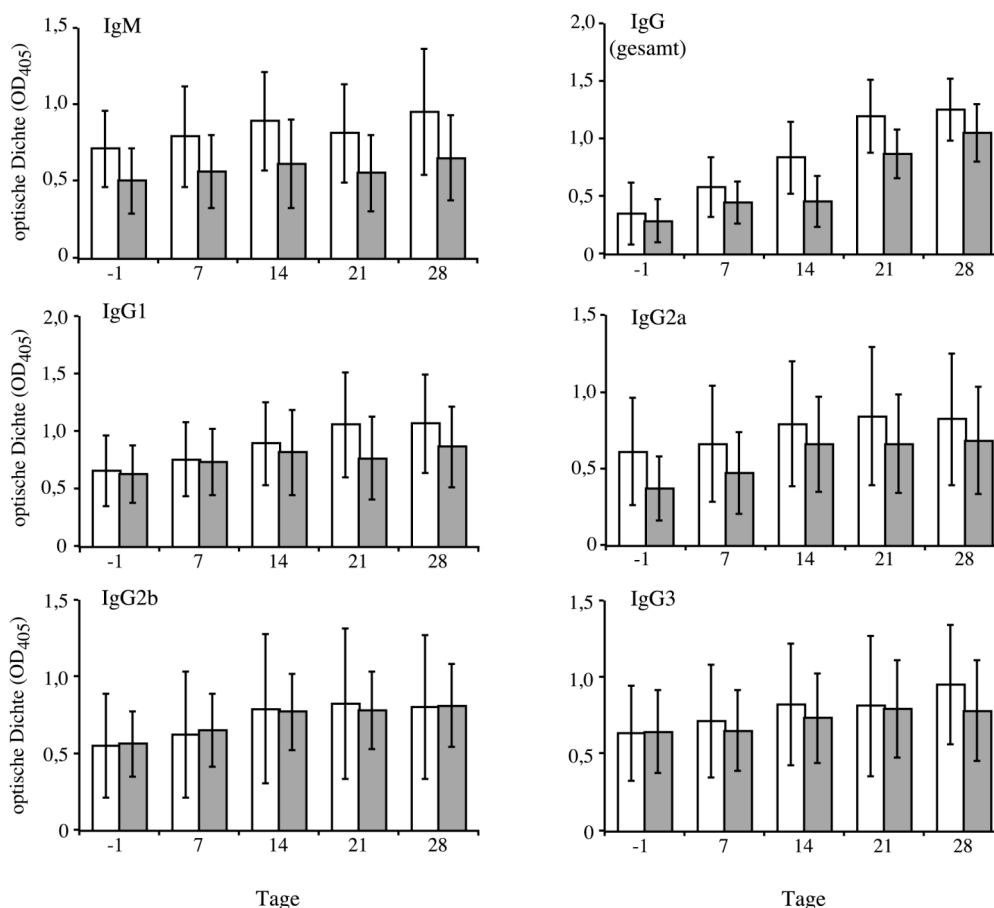 IgM
optische Dichte (OD405)
1,5
1,0
0,5
0
-1 7 14 21 28
IgG
(gesamt)
2,0
1,5
1,0
0,5
0
-1 7 14 21 28
IgG1
optische Dichte (OD405)
2,0
1,5
1,0
0,5
0
-1 7 14 21 28
IgG2a
1,5
1,0
0,5
0
-1 7 14 21 28
IgG2b
optische Dichte (OD405)
1,5
1,0
0,5
0
-1 7 14 21 28
Tage
IgG3
1,5
1,0
0,5
0
-1 7 14 21 28
Tage